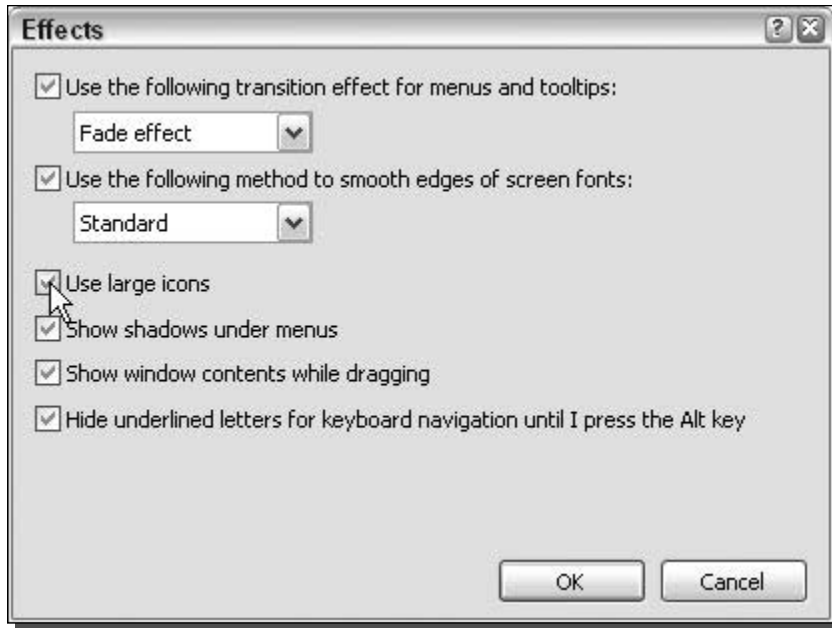 Effects
Use the following transition effect for menus and tooltips:
Fade effect
Use the following method to smooth edges of screen fonts:
Standard
Use large icons
Show shadows under menus
Show window contents while dragging
Hide underlined letters for keyboard navigation until I press the Alt key
OK Cancel